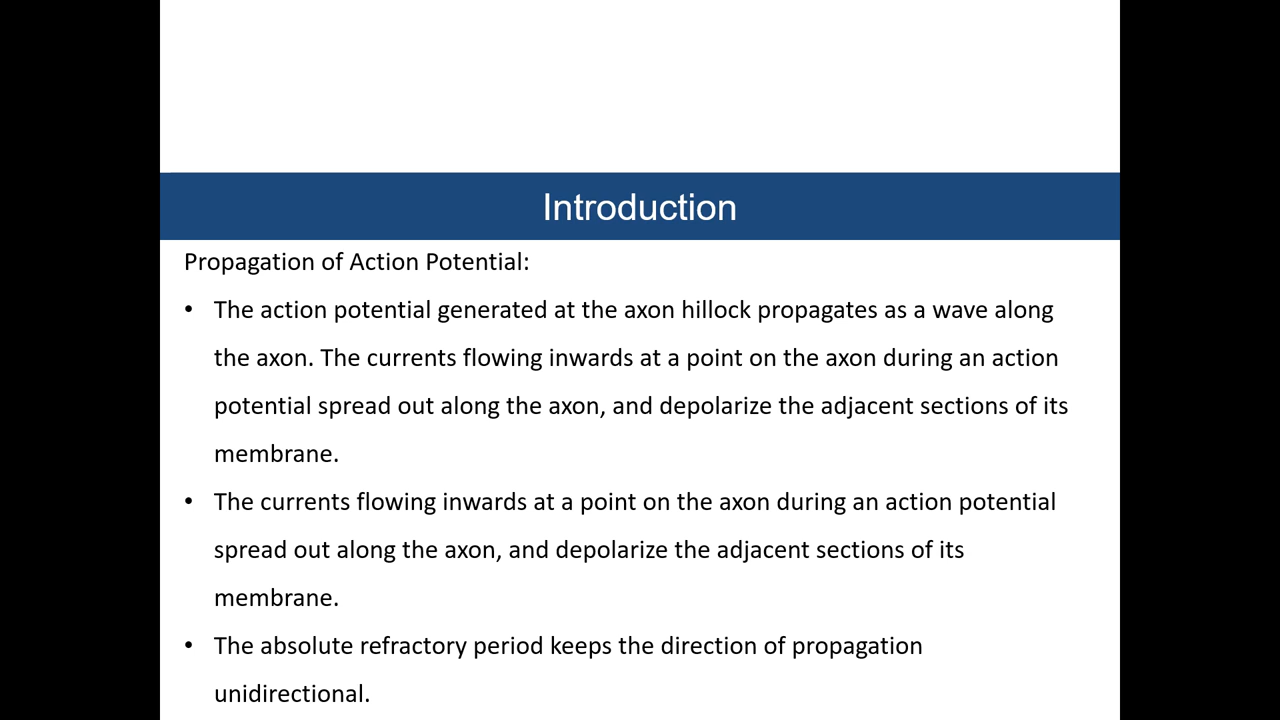 Introduction
Propagation of Action Potential:
• The action potential generated at the axon hillock propagates as a wave along
the axon. The currents flowing inwards at a point on the axon during an action
potential spread out along the axon, and depolarize the adjacent sections of its
membrane.
• The currents flowing inwards at a point on the axon during an action potential
spread out along the axon, and depolarize the adjacent sections of its
membrane.
• The absolute refractory period keeps the direction of propagation
unidirectional.